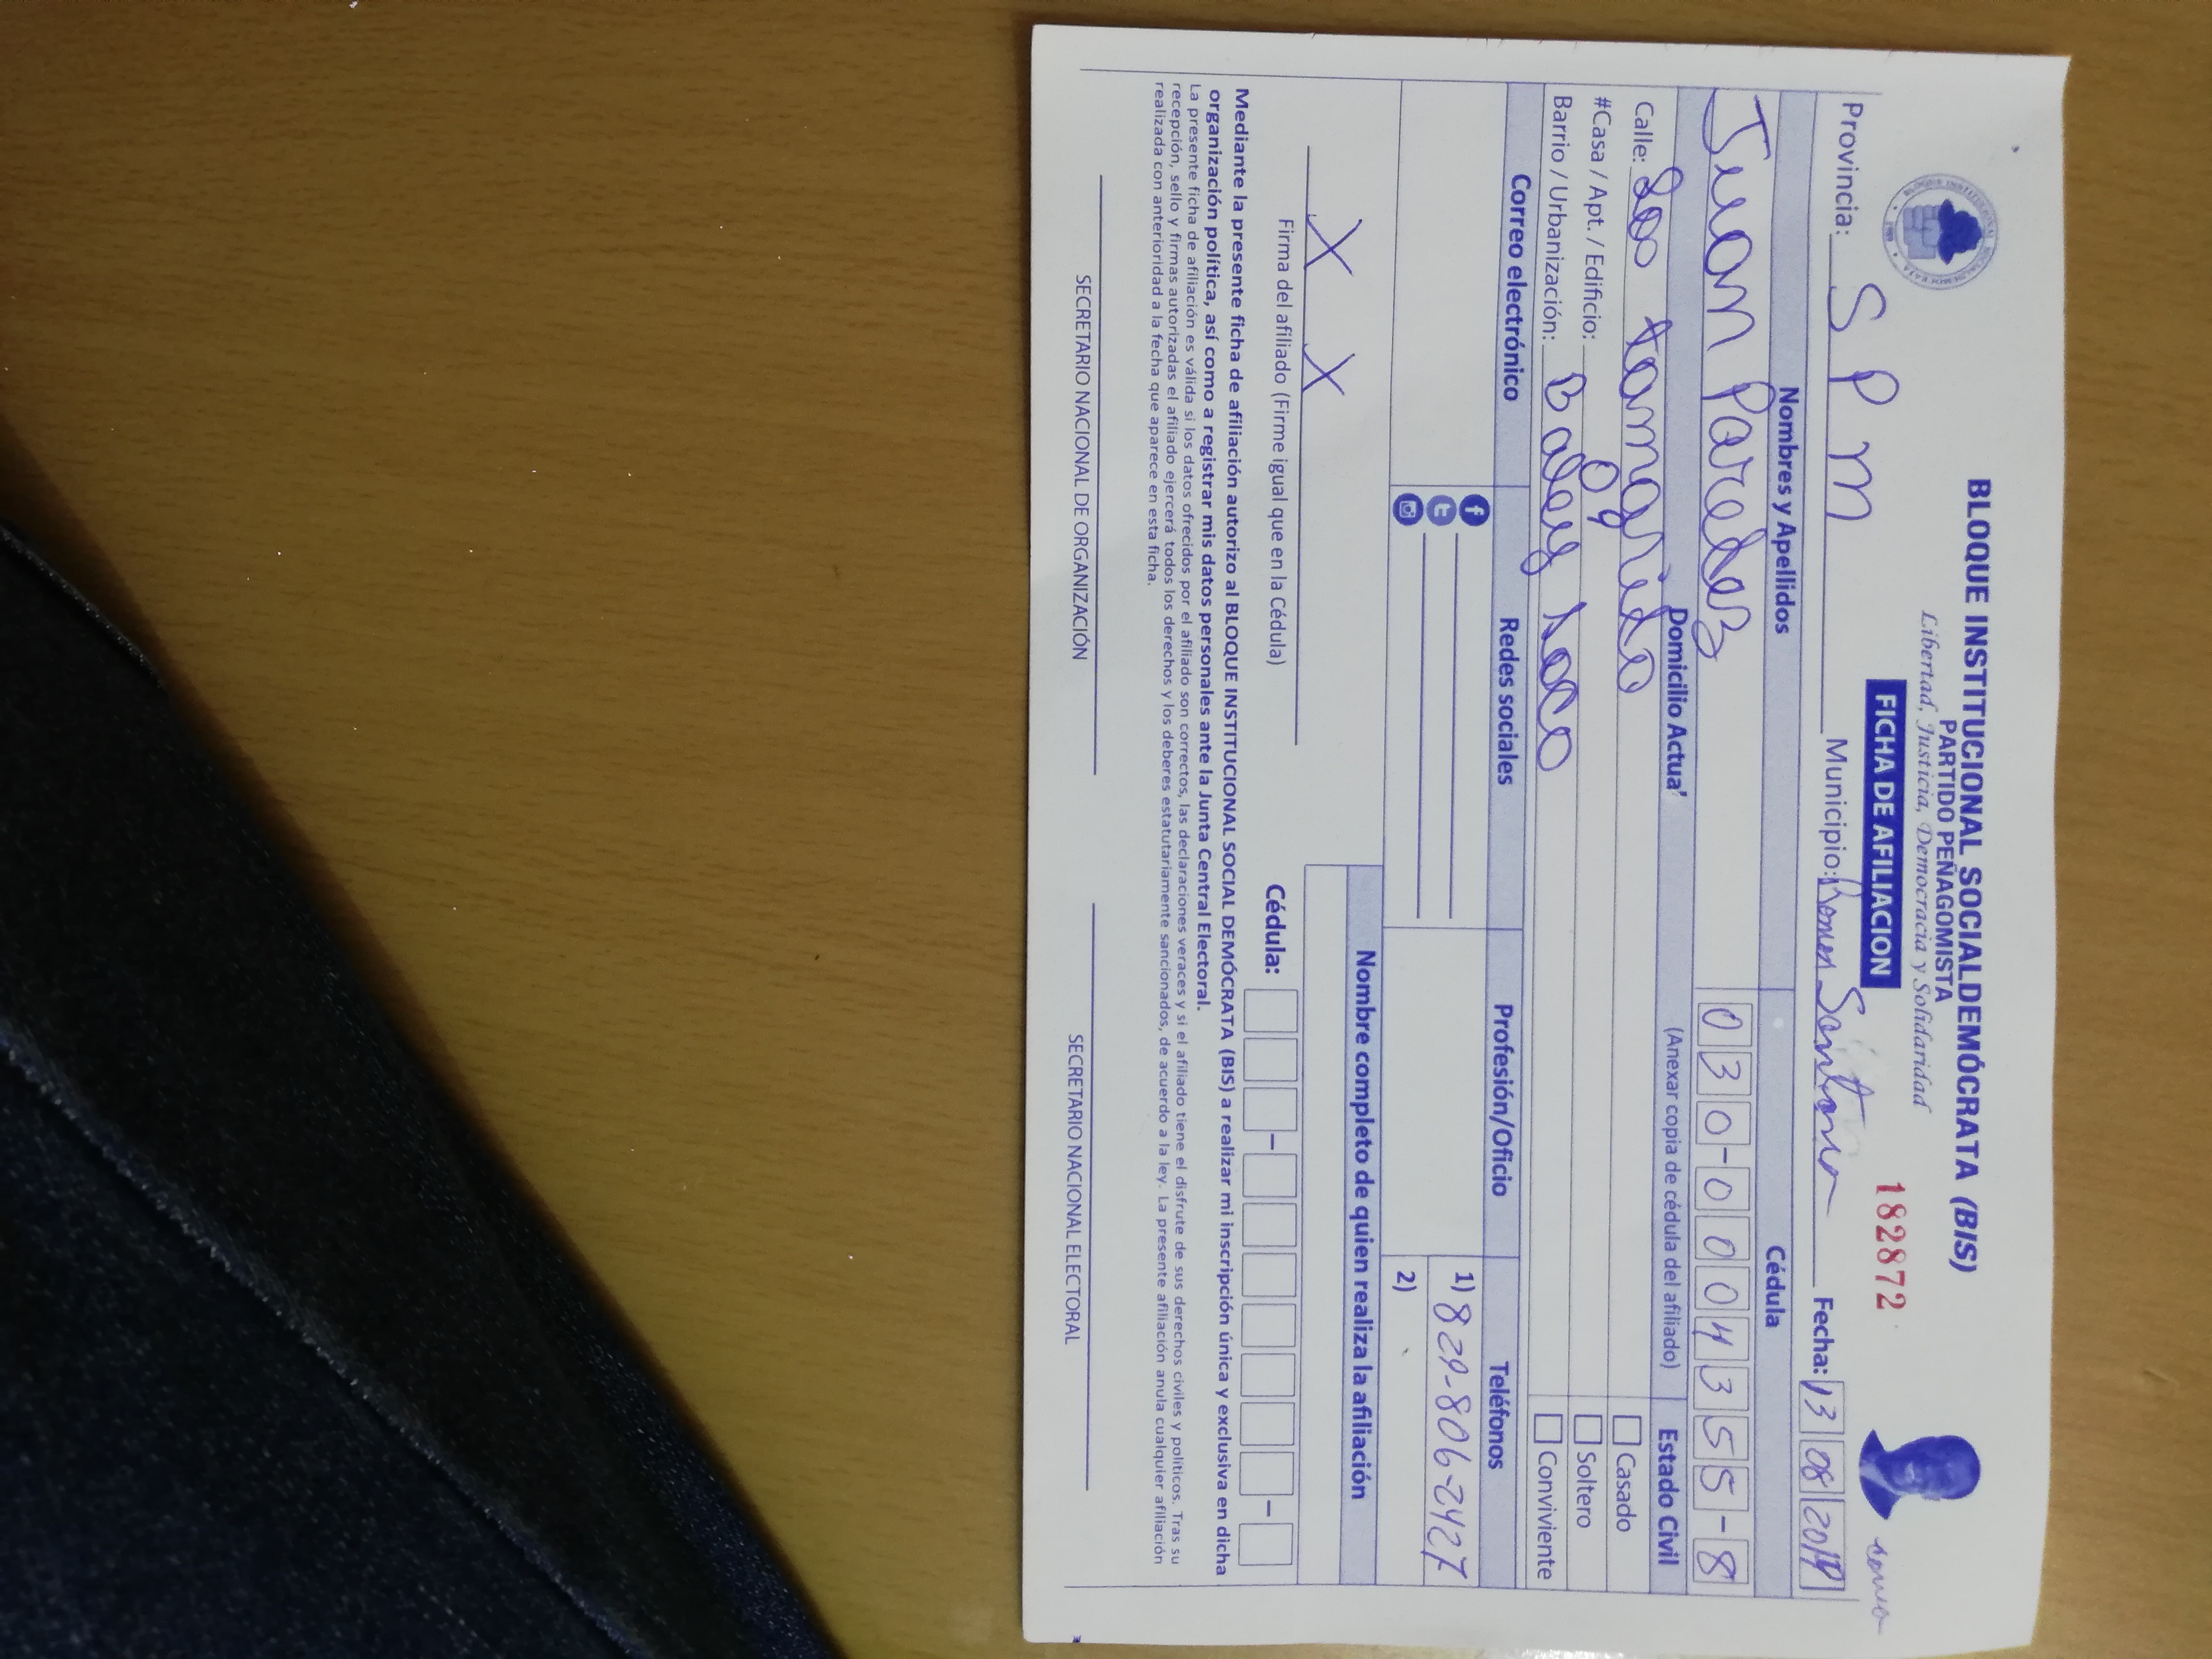 BLOQUE INSTITUCIONAL SOCIALDEMÓCRATA (BIS)
PARTIDO PEÑAGOMISTA
Libertad, Justicia, Democracia y Solidaridad
182872
FICHA DE AFILIACION
Provincia: S P M Municipio: Ramon Santana Fecha: 13 08 2019
Nombres y Apellidos Cédula
Juan Paredes 030-0004355-8
Domicilio Actual (Anexar copia de cédula del afiliado) Estado Civil
Calle: Los tamarindo Casado
#Casa / Apt. / Edificio: 09 Soltero
Barrio / Urbanización: Batey Conviviente
Correo electrónico Redes sociales Profesión/Oficio Teléfonos
1) 829-806-2427
2)
Nombre completo de quien realiza la afiliación
X X
Firma del afiliado (Firme igual que en la Cédula) Cédula:
Mediante la presente ficha de afiliación autorizo al BLOQUE INSTITUCIONAL SOCIAL DEMÓCRATA (BIS) a realizar mi inscripción única y exclusiva en dicha
organización política, así como a registrar mis datos personales ante la Junta Central Electoral.
La presente ficha de afiliación es válida si los datos ofrecidos por el afiliado son correctos, las declaraciones veraces y si el afiliado tiene el disfrute de sus derechos civiles y políticos. Tras su
recepción, sello y firmas autorizadas el afiliado ejercerá todos los derechos y los deberes estatutariamente sancionados, de acuerdo a la ley. La presente afiliación anula cualquier afiliación
realizada con anterioridad a la fecha que aparece en esta ficha.
SECRETARIO NACIONAL DE ORGANIZACIÓN SECRETARIO NACIONAL ELECTORAL